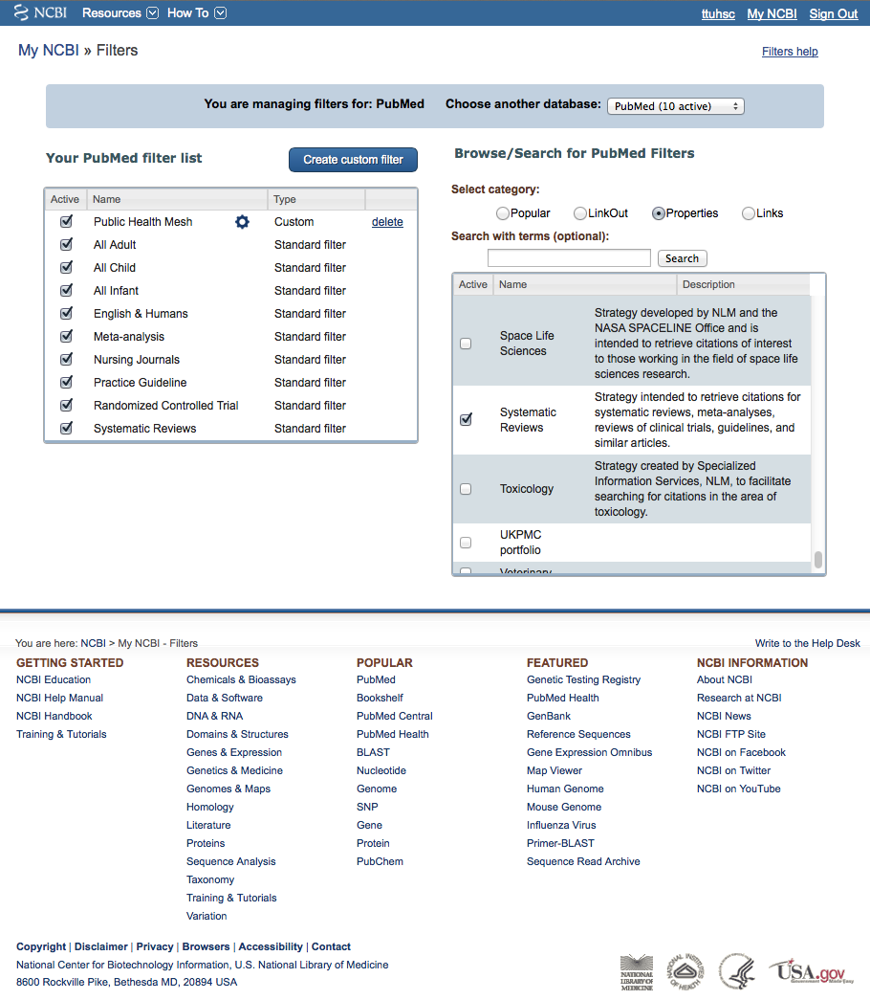 NCBI Resources How To ttuhsc My NCBI Sign Out
My NCBI » Filters Filters help
You are managing filters for: PubMed Choose another database: PubMed (10 active)
Your PubMed filter list Create custom filter
Active Name Type
Public Health Mesh Custom delete
All Adult Standard filter
All Child Standard filter
All Infant Standard filter
English & Humans Standard filter
Meta-analysis Standard filter
Nursing Journals Standard filter
Practice Guideline Standard filter
Randomized Controlled Trial Standard filter
Systematic Reviews Standard filter
Browse/Search for PubMed Filters
Select category:
Popular LinkOut Properties Links
Search with terms (optional):
Search
Active Name Description
Space Life
Sciences
Strategy developed by NLM and the
NASA SPACELINE Office and is
intended to retrieve citations of interest
to those working in the field of space life
sciences research.
Systematic
Reviews
Strategy intended to retrieve citations for
systematic reviews, meta-analyses,
reviews of clinical trials, guidelines, and
similar articles.
Toxicology
Strategy created by Specialized
Information Services, NLM, to facilitate
searching for citations in the area of
toxicology.
UKPMC
portfolio
Veterinary
You are here: NCBI > My NCBI - Filters Write to the Help Desk
GETTING STARTED
NCBI Education
NCBI Help Manual
NCBI Handbook
Training & Tutorials
RESOURCES
Chemicals & Bioassays
Data & Software
DNA & RNA
Domains & Structures
Genes & Expression
Genetics & Medicine
Genomes & Maps
Homology
Literature
Proteins
Sequence Analysis
Taxonomy
Training & Tutorials
Variation
POPULAR
PubMed
Bookshelf
PubMed Central
PubMed Health
BLAST
Nucleotide
Genome
SNP
Gene
Protein
PubChem
FEATURED
Genetic Testing Registry
PubMed Health
GenBank
Reference Sequences
Gene Expression Omnibus
Map Viewer
Human Genome
Mouse Genome
Influenza Virus
Primer-BLAST
Sequence Read Archive
NCBI INFORMATION
About NCBI
Research at NCBI
NCBI News
NCBI FTP Site
NCBI on Facebook
NCBI on Twitter
NCBI on YouTube
Copyright | Disclaimer | Privacy | Browsers | Accessibility | Contact
National Center for Biotechnology Information, U.S. National Library of Medicine
8600 Rockville Pike, Bethesda MD, 20894 USA
NATIONAL
LIBRARY OF
MEDICINE
NATIONAL INSTITUTES
OF HEALTH
USA.gov
Government Made Easy